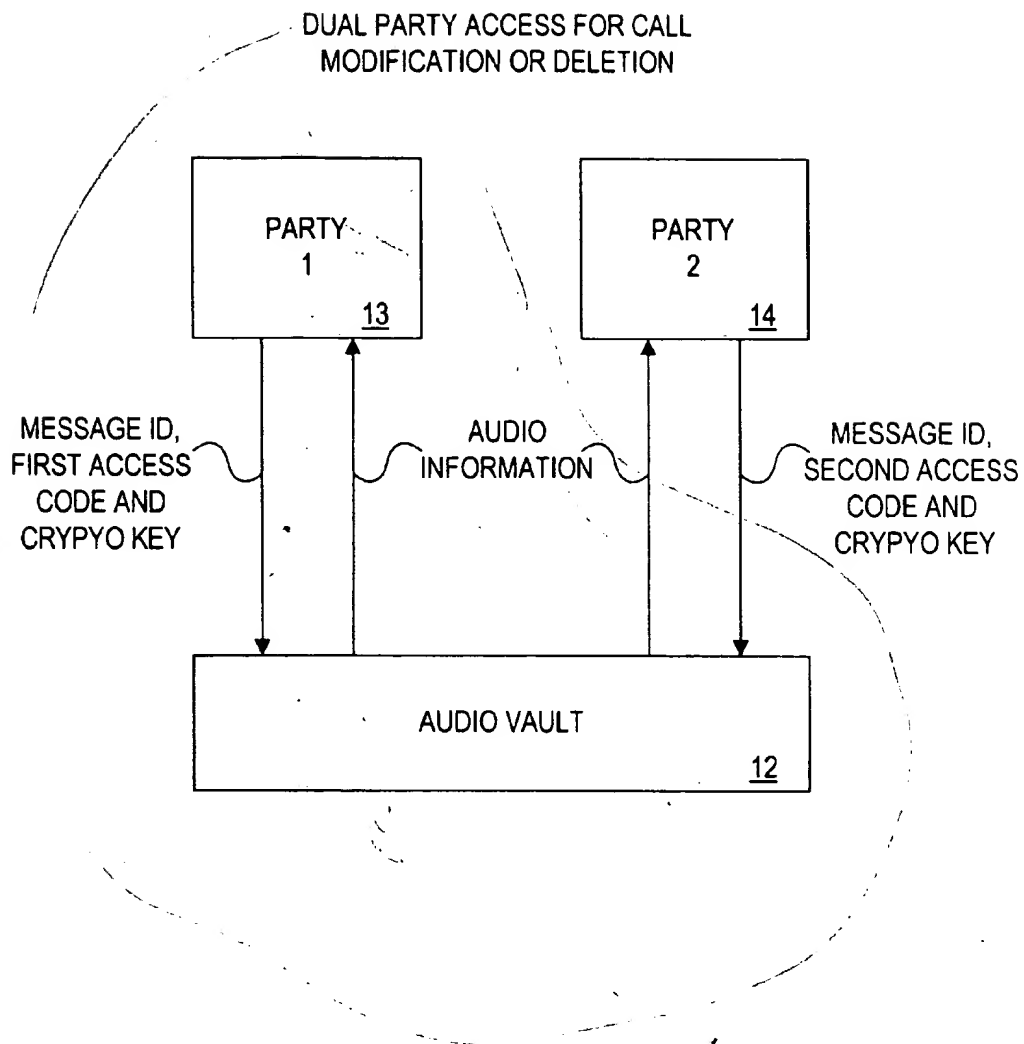 DUAL PARTY ACCESS FOR CALL
MODIFICATION OR DELETION
PARTY
1
13
PARTY
2
14
MESSAGE ID,
FIRST ACCESS
CODE AND
CRYPYO KEY
AUDIO
INFORMATION
MESSAGE ID,
SECOND ACCESS
CODE AND
CRYPYO KEY
AUDIO VAULT
12